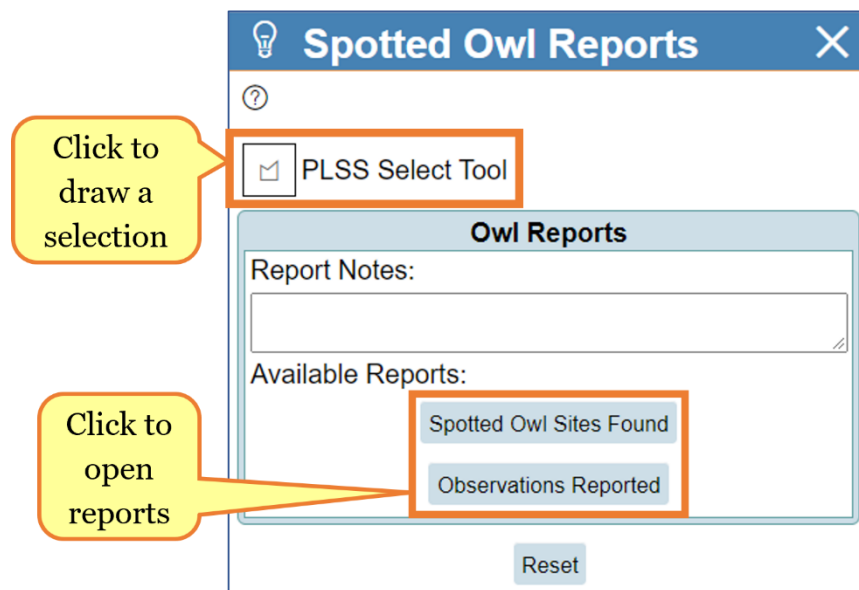 Spotted Owl Reports
?
Click to
draw a
selection
PLSS Select Tool
Owl Reports
Report Notes:
Available Reports:
Click to
open
reports
Spotted Owl Sites Found
Observations Reported
Reset